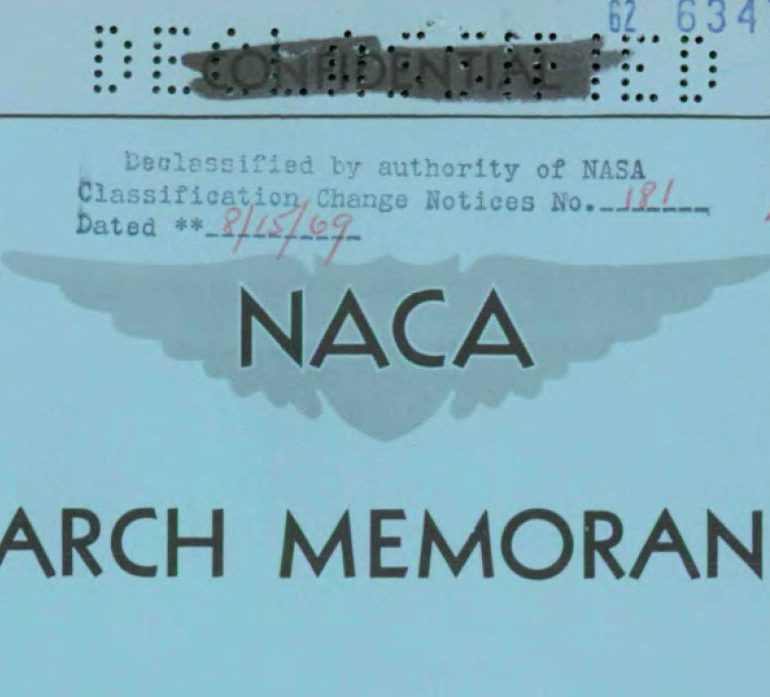 62 634
DECLASSIFIED
CONFIDENTIAL
Declassified by authority of NASA
Classification Change Notices No. 181
Dated ** 8/15/69
NACA
ARCH MEMORAN